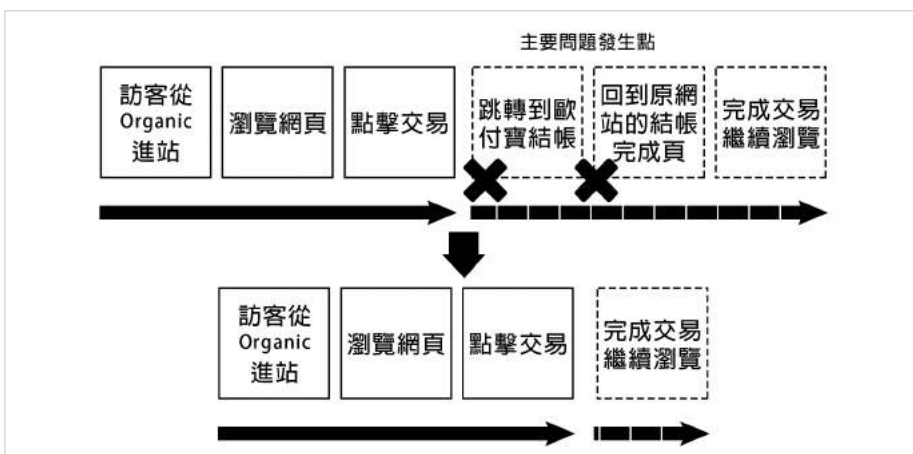 主要問題發生點
訪客從
Organic
進站
瀏覽網頁
點擊交易
跳轉到歐
付寶結帳
回到原網
站的結帳
完成頁
完成交易
繼續瀏覽
訪客從
Organic
進站
瀏覽網頁
點擊交易
完成交易
繼續瀏覽